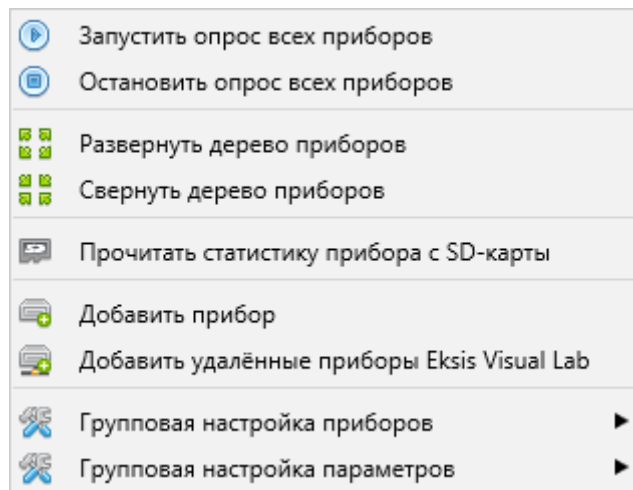 Запустить опрос всех приборов
Остановить опрос всех приборов
Развернуть дерево приборов
Свернуть дерево приборов
Прочитать статистику прибора с SD-карты
Добавить прибор
Добавить удалённые приборы Eksis Visual Lab
Групповая настройка приборов
Групповая настройка параметров